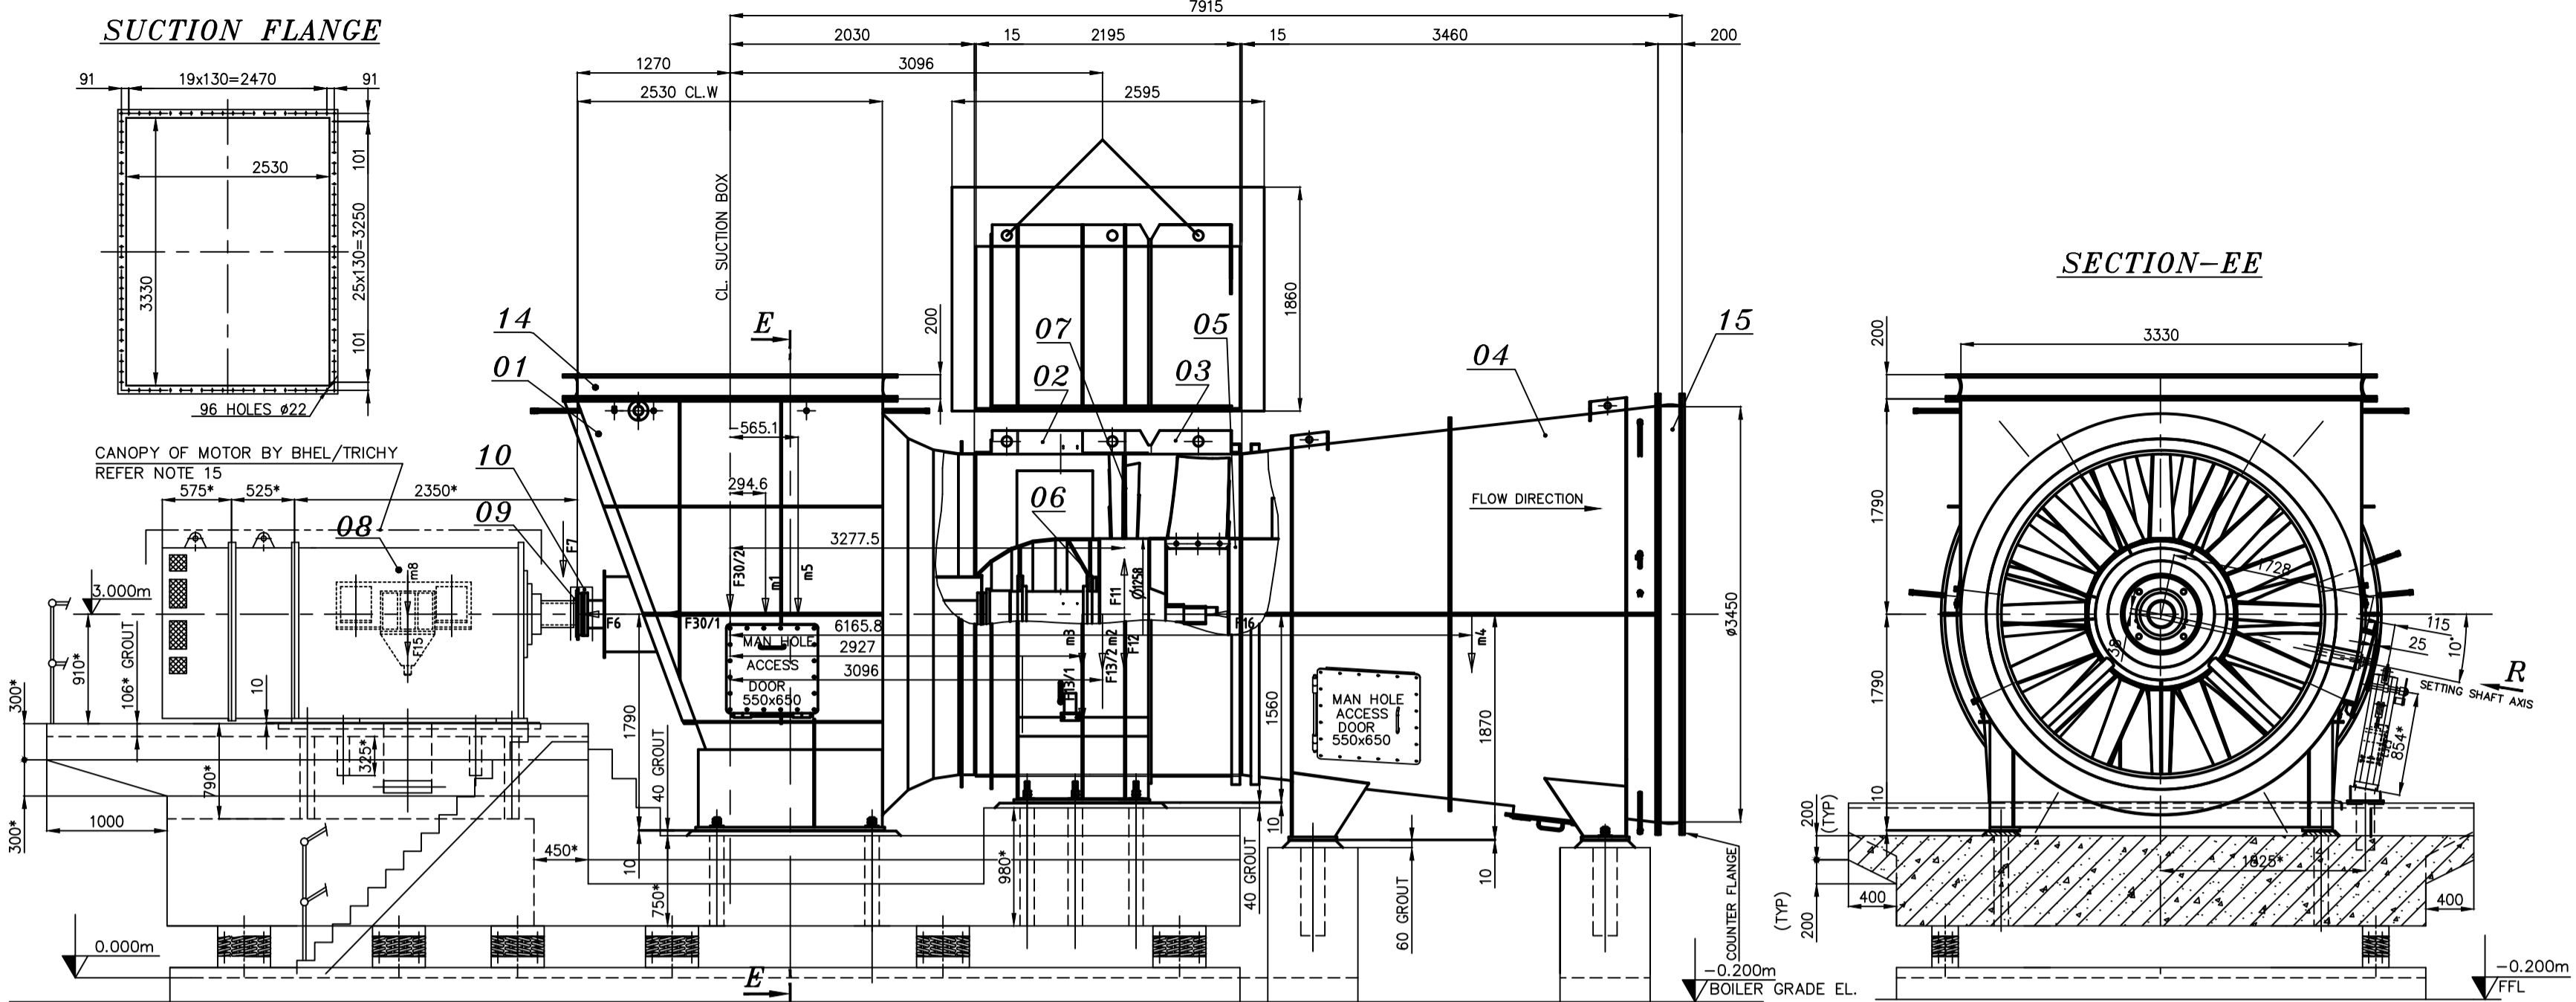 SUCTION FLANGE
91
19x130=2470
91
2530
3330
101
25x130=3250
101
96 HOLES ø22
CANOPY OF MOTOR BY BHEL/TRICHY
REFER NOTE 15
575*
525*
2350*
08
09
10
F7
m8
F15
F6
3.000m
910*
106* GROUT
10
300*
300*
790*
325*
1000
450*
0.000m
7915
2030
15
2195
15
3460
200
1270
3096
2530 CL.W
2595
CL. SUCTION BOX
E
14
01
200
1860
07
02
05
03
04
15
-565.1
294.6
06
3277.5
FLOW DIRECTION
F30/2
m1
m5
F11
Ø1258
F30/1
6165.8
F16
2927
3096
m3
F13/2
m2
F12
m4
13/1
MAN HOLE
ACCESS
DOOR
550x650
MAN HOLE
ACCESS
DOOR
550x650
1790
40 GROUT
10
750*
980*
1560
10
40 GROUT
1870
10
60 GROUT
ø3450
COUNTER FLANGE
-0.200m
BOILER GRADE EL.
E
SECTION-EE
3330
200
1790
1790
10
1728
38
115
25
10°
SETTING SHAFT AXIS
R
854*
1825*
200
(TYP)
200
(TYP)
400
400
-0.200m
FFL